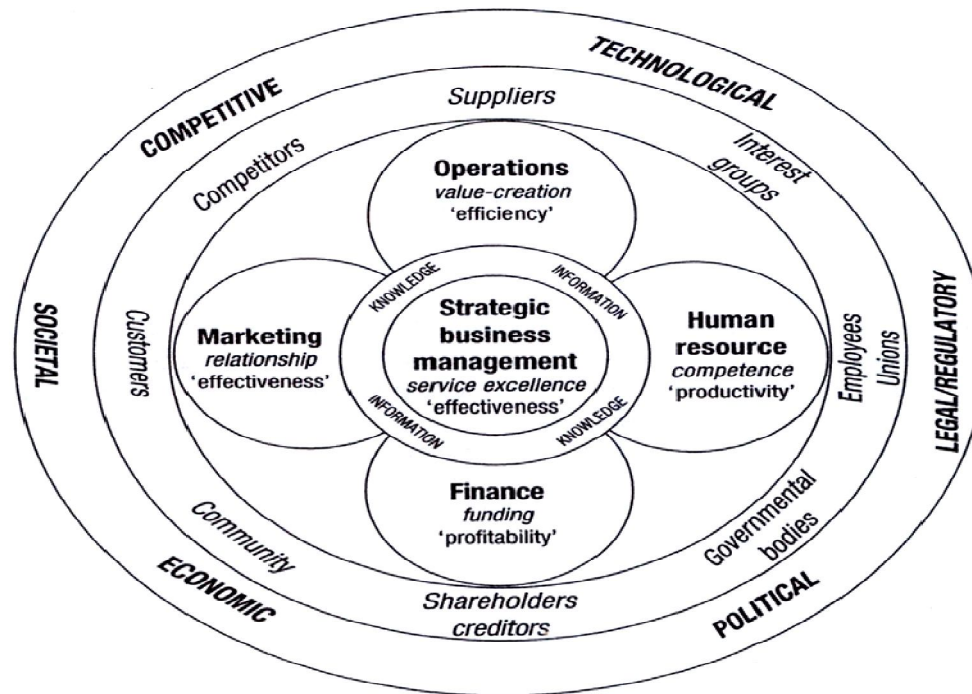 TECHNOLOGICAL
COMPETITIVE
Suppliers
Competitors
Interest
groups
Operations
value-creation
'efficiency'
KNOWLEDGE
INFORMATION
SOCIETAL
Customers
Marketing
relationship
'effectiveness'
Strategic
business
management
service excellence
'effectiveness'
Human
resource
competence
'productivity'
Employees
Unions
LEGAL/REGULATORY
INFORMATION
KNOWLEDGE
Finance
funding
'profitability'
Community
Governmental
bodies
ECONOMIC
Shareholders
creditors
POLITICAL